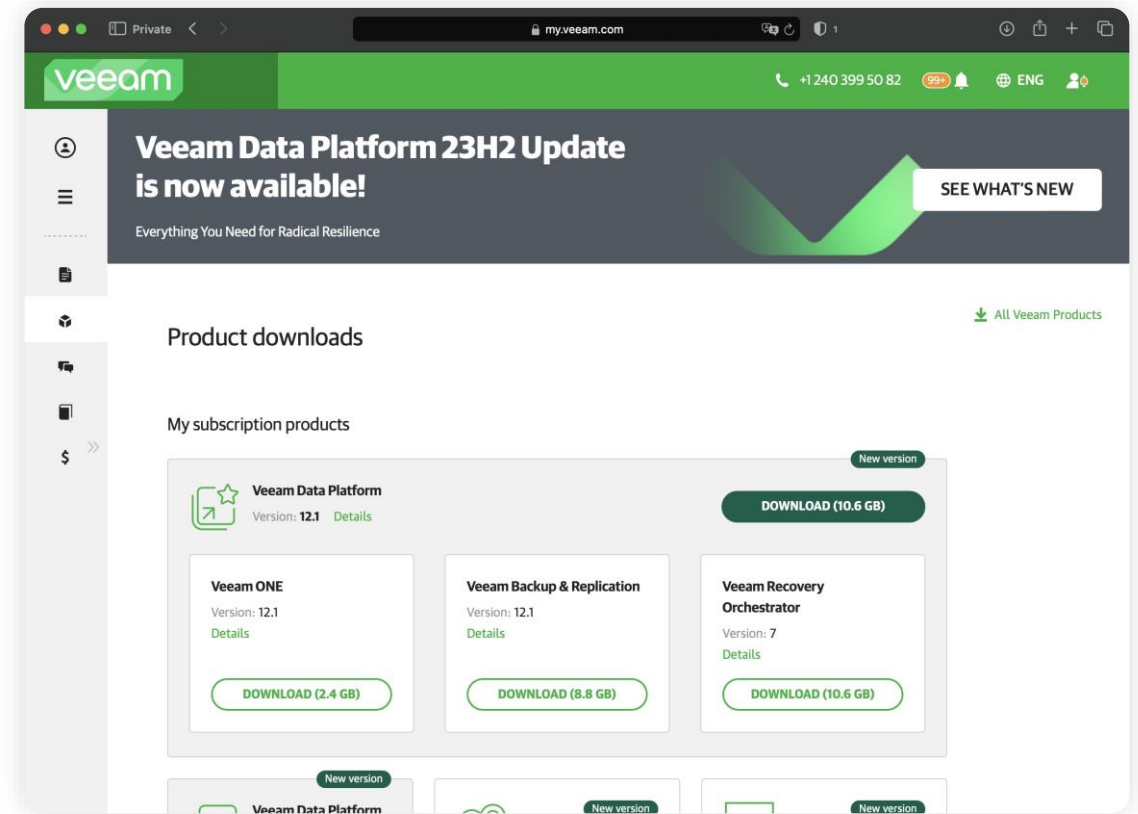 Private
my.veeam.com
1
veeam
+1 240 399 50 82
99+
ENG
Veeam Data Platform 23H2 Update
is now available!
SEE WHAT'S NEW
Everything You Need for Radical Resilience
All Veeam Products
Product downloads
My subscription products
New version
Veeam Data Platform
Version: 12.1 Details
DOWNLOAD (10.6 GB)
Veeam ONE
Version: 12.1
Details
DOWNLOAD (2.4 GB)
Veeam Backup & Replication
Version: 12.1
Details
DOWNLOAD (8.8 GB)
Veeam Recovery
Orchestrator
Version: 7
Details
DOWNLOAD (10.6 GB)
New version
Veeam Data Platform
New version
New version